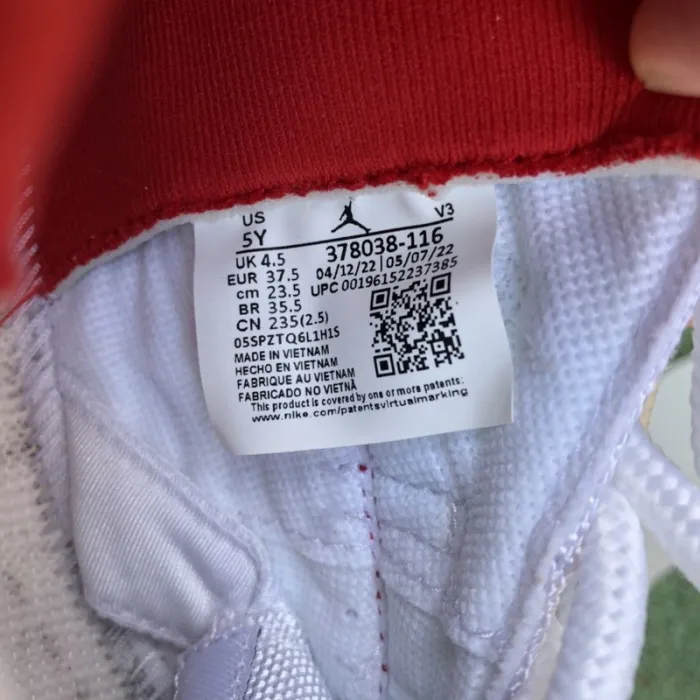 US V3
5Y 378038-116
UK 4.5 04/12/22 | 05/07/22
EUR 37.5 UPC 00196152237385
cm 23.5
BR 35.5
CN 235(2.5)
05SPZTQ6L1H1S
MADE IN VIETNAM
HECHO EN VIETNAM
FABRIQUE AU VIETNAM
FABRICADO NO VIETNÃ
This product is covered by one or more patents:
www.nike.com/patentsvirtualmarking